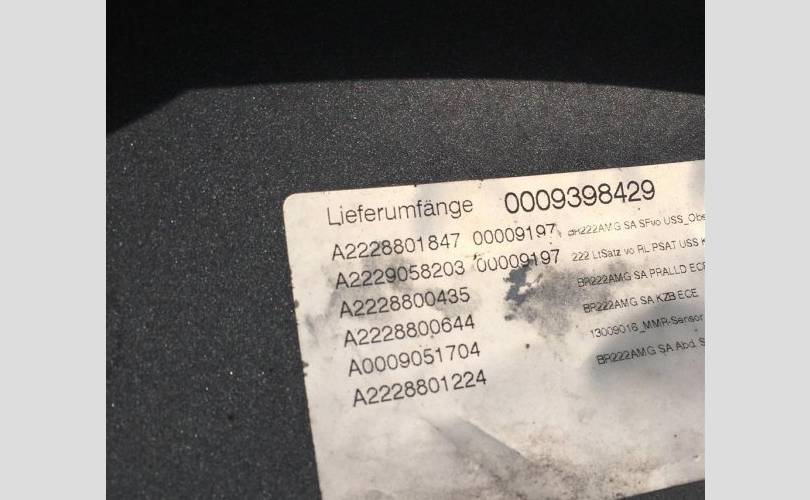 Lieferumfänge 0009398429
A2228801847 00009197 BR222AMG SA SFvo USS_Obs
A2229058203 00009197 222 LtSatz vo RL PSAT USS K
A2228800435 BR222AMG SA PRALLD ECE
A2228800644 BR222AMG SA KZB ECE
A0009051704 13009016_MMR-Sensor
A2228801224 BR222AMG SA Abd. S